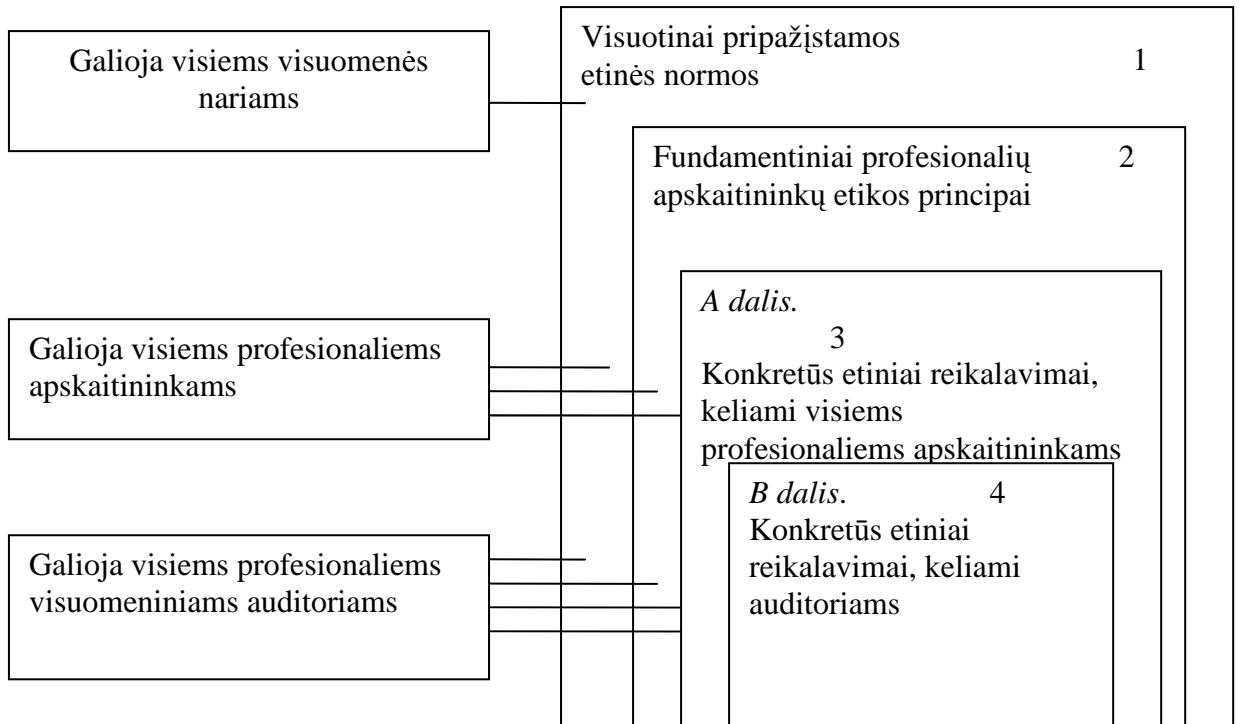 Galioja visiems visuomenės
nariams
Visuotinai pripažįstamos
etinės normos
1
Fundamentiniai profesionalių
apskaitininkų etikos principai
2
Galioja visiems profesionaliems
apskaitininkams
A dalis.
3
Konkretūs etiniai reikalavimai,
keliami visiems
profesionaliems apskaitininkams
Galioja visiems profesionaliems
visuomeniniams auditoriams
B dalis. 4
Konkretūs etiniai
reikalavimai, keliami
auditoriams